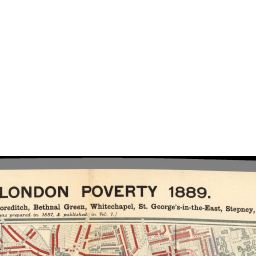 LONDON POVERTY 1889.
oreditch, Bethnal Green, Whitechapel, St. George's-in-the-East, Stepney,
was prepared in 1887, & published in Vol. 1.)